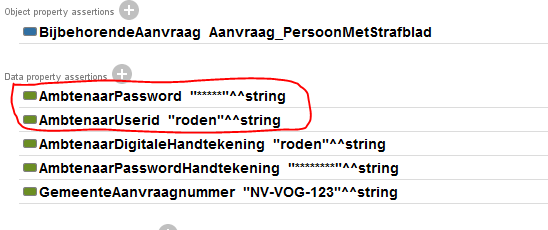 Object property assertions
BijbehorendeAanvraag Aanvraag_PersoonMetStrafblad
Data property assertions
AmbtenaarPassword "*****"^^string
AmbtenaarUserid "roden"^^string
AmbtenaarDigitaleHandtekening "roden"^^string
AmbtenaarPasswordHandtekening "********"^^string
GemeenteAanvraagnummer "NV-VOG-123"^^string